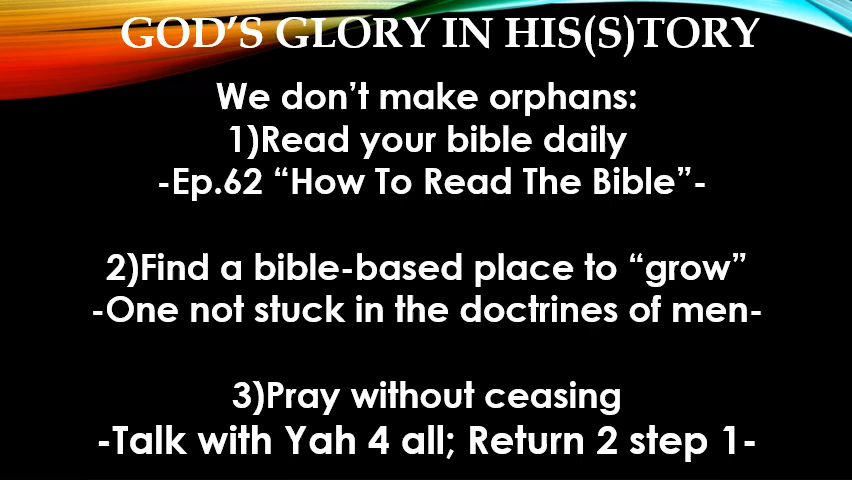 GOD’S GLORY IN HIS(S)TORY
We don’t make orphans:
1)Read your bible daily
-Ep.62 “How To Read The Bible”-
2)Find a bible-based place to “grow”
-One not stuck in the doctrines of men-
3)Pray without ceasing
-Talk with Yah 4 all; Return 2 step 1-